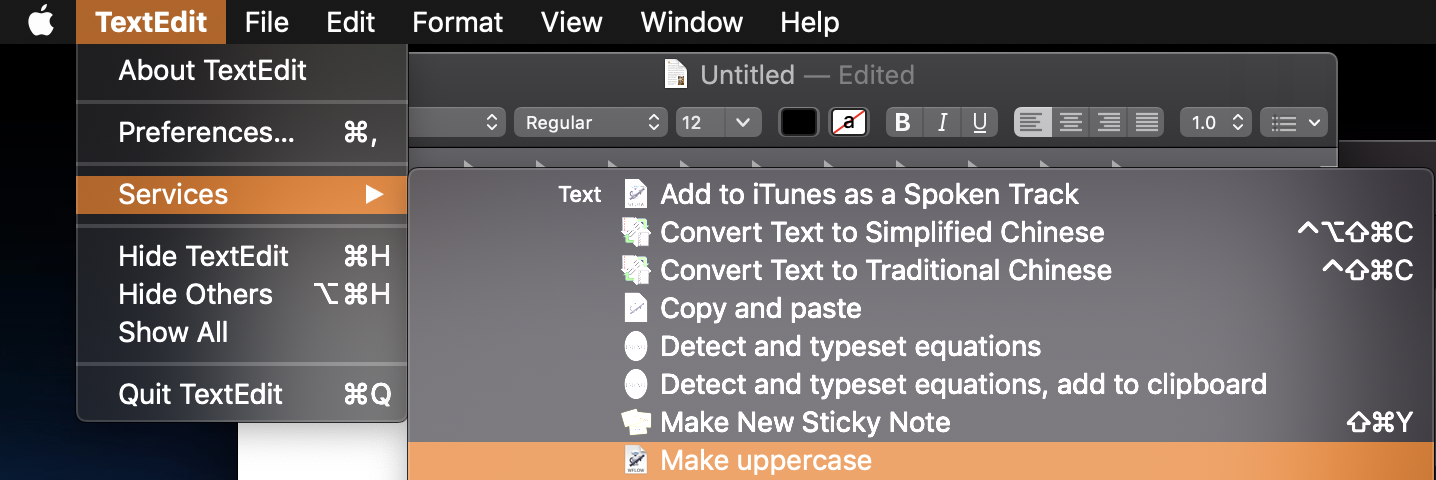 TextEdit File Edit Format View Window Help
About TextEdit
Untitled — Edited
Preferences... ⌘,
Regular 12 a B I U 1.0
Services ▶
Text Add to iTunes as a Spoken Track
Convert Text to Simplified Chinese ^⌥⇧⌘C
Hide TextEdit ⌘H
Convert Text to Traditional Chinese ^⇧⌘C
Hide Others ⌥⌘H
Copy and paste
Show All
Detect and typeset equations
Quit TextEdit ⌘Q
Detect and typeset equations, add to clipboard
Make New Sticky Note ⇧⌘Y
Make uppercase